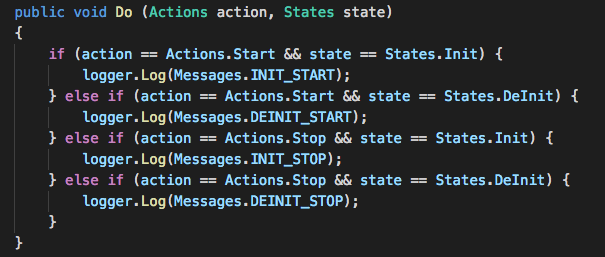 public void Do (Actions action, States state)
{
    if (action == Actions.Start && state == States.Init) {
        logger.Log(Messages.INIT_START);
    } else if (action == Actions.Start && state == States.DeInit) {
        logger.Log(Messages.DEINIT_START);
    } else if (action == Actions.Stop && state == States.Init) {
        logger.Log(Messages.INIT_STOP);
    } else if (action == Actions.Stop && state == States.DeInit) {
        logger.Log(Messages.DEINIT_STOP);
    }
}